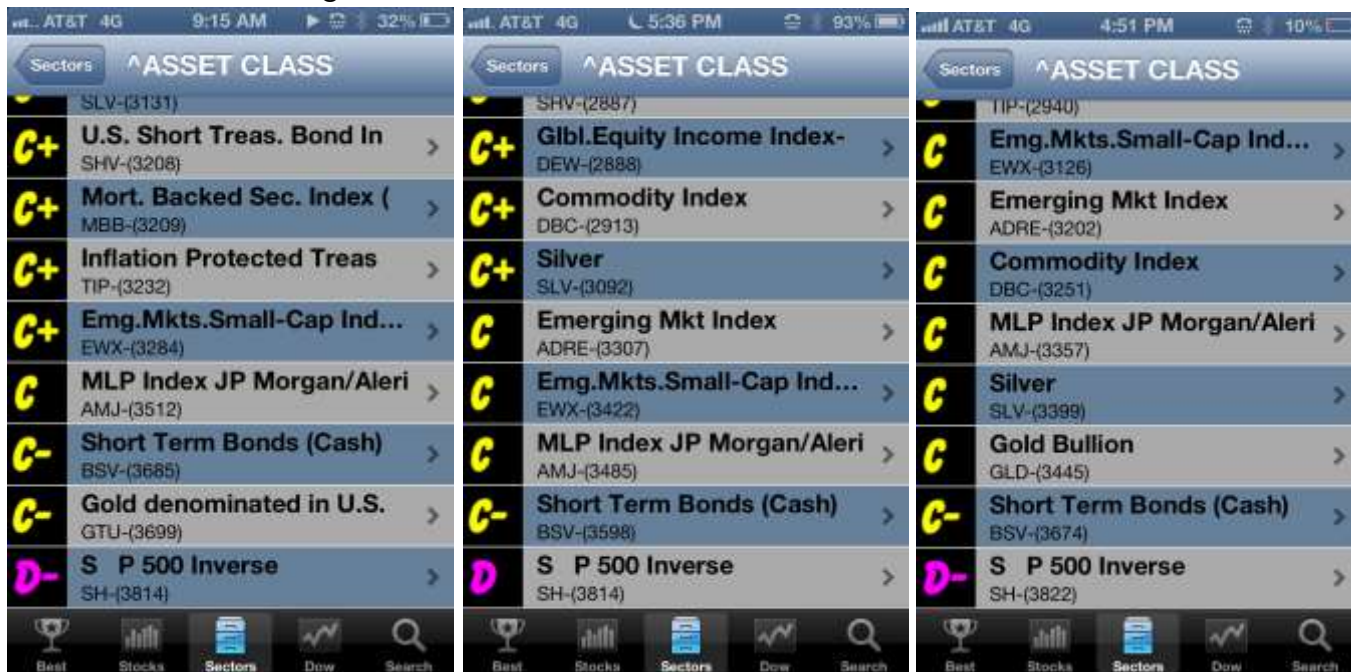 AT&T 4G 9:15 AM 32%
Sectors ^ASSET CLASS
SLV-(3131)
C+ U.S. Short Treas. Bond In
SHV-(3208)
C+ Mort. Backed Sec. Index (
MBB-(3209)
C+ Inflation Protected Treas
TIP-(3232)
C+ Emg.Mkts.Small-Cap Ind...
EWX-(3284)
C MLP Index JP Morgan/Aleri
AMJ-(3512)
C- Short Term Bonds (Cash)
BSV-(3685)
C- Gold denominated in U.S.
GTU-(3699)
D- S P 500 Inverse
SH-(3814)
Best Stocks Sectors Dow Search
AT&T 4G 5:36 PM 93%
Sectors ^ASSET CLASS
SHV-(2887)
C+ Glbl.Equity Income Index-
DEW-(2888)
C+ Commodity Index
DBC-(2913)
C+ Silver
SLV-(3092)
C Emerging Mkt Index
ADRE-(3307)
C Emg.Mkts.Small-Cap Ind...
EWX-(3422)
C MLP Index JP Morgan/Aleri
AMJ-(3485)
C- Short Term Bonds (Cash)
BSV-(3598)
D S P 500 Inverse
SH-(3814)
Best Stocks Sectors Dow Search
AT&T 4G 4:51 PM 10%
Sectors ^ASSET CLASS
TIP-(2940)
C Emg.Mkts.Small-Cap Ind...
EWX-(3126)
C Emerging Mkt Index
ADRE-(3202)
C Commodity Index
DBC-(3251)
C MLP Index JP Morgan/Aleri
AMJ-(3357)
C Silver
SLV-(3399)
C Gold Bullion
GLD-(3445)
C- Short Term Bonds (Cash)
BSV-(3674)
D- S P 500 Inverse
SH-(3822)
Best Stocks Sectors Dow Search